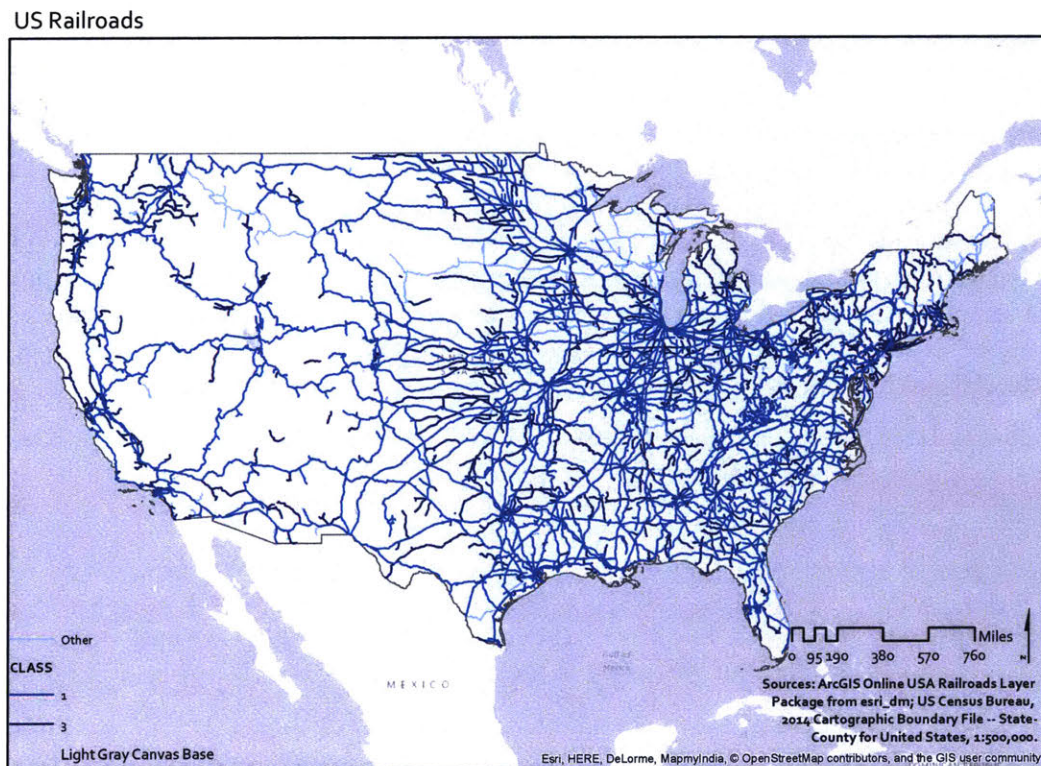 US Railroads
Other
CLASS
1
3
Light Gray Canvas Base
MEXICO
Miles
0 95 190 380 570 760
N
Sources: ArcGIS Online USA Railroads Layer
Package from esri_dm; US Census Bureau,
2014 Cartographic Boundary File -- State-
County for United States, 1:500,000.
Esri, HERE, DeLorme, MapmyIndia, © OpenStreetMap contributors, and the GIS user community